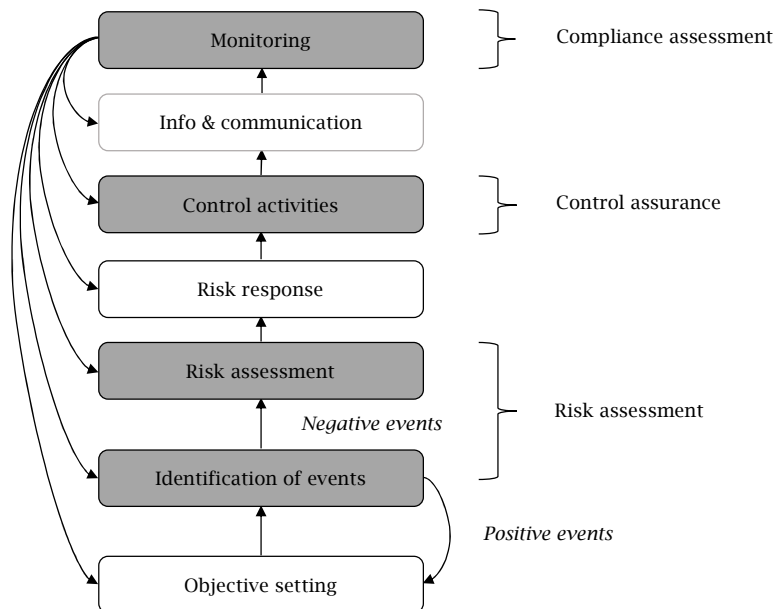 Monitoring
Compliance assessment
Info & communication
Control activities
Control assurance
Risk response
Risk assessment
Risk assessment
Negative events
Identification of events
Positive events
Objective setting